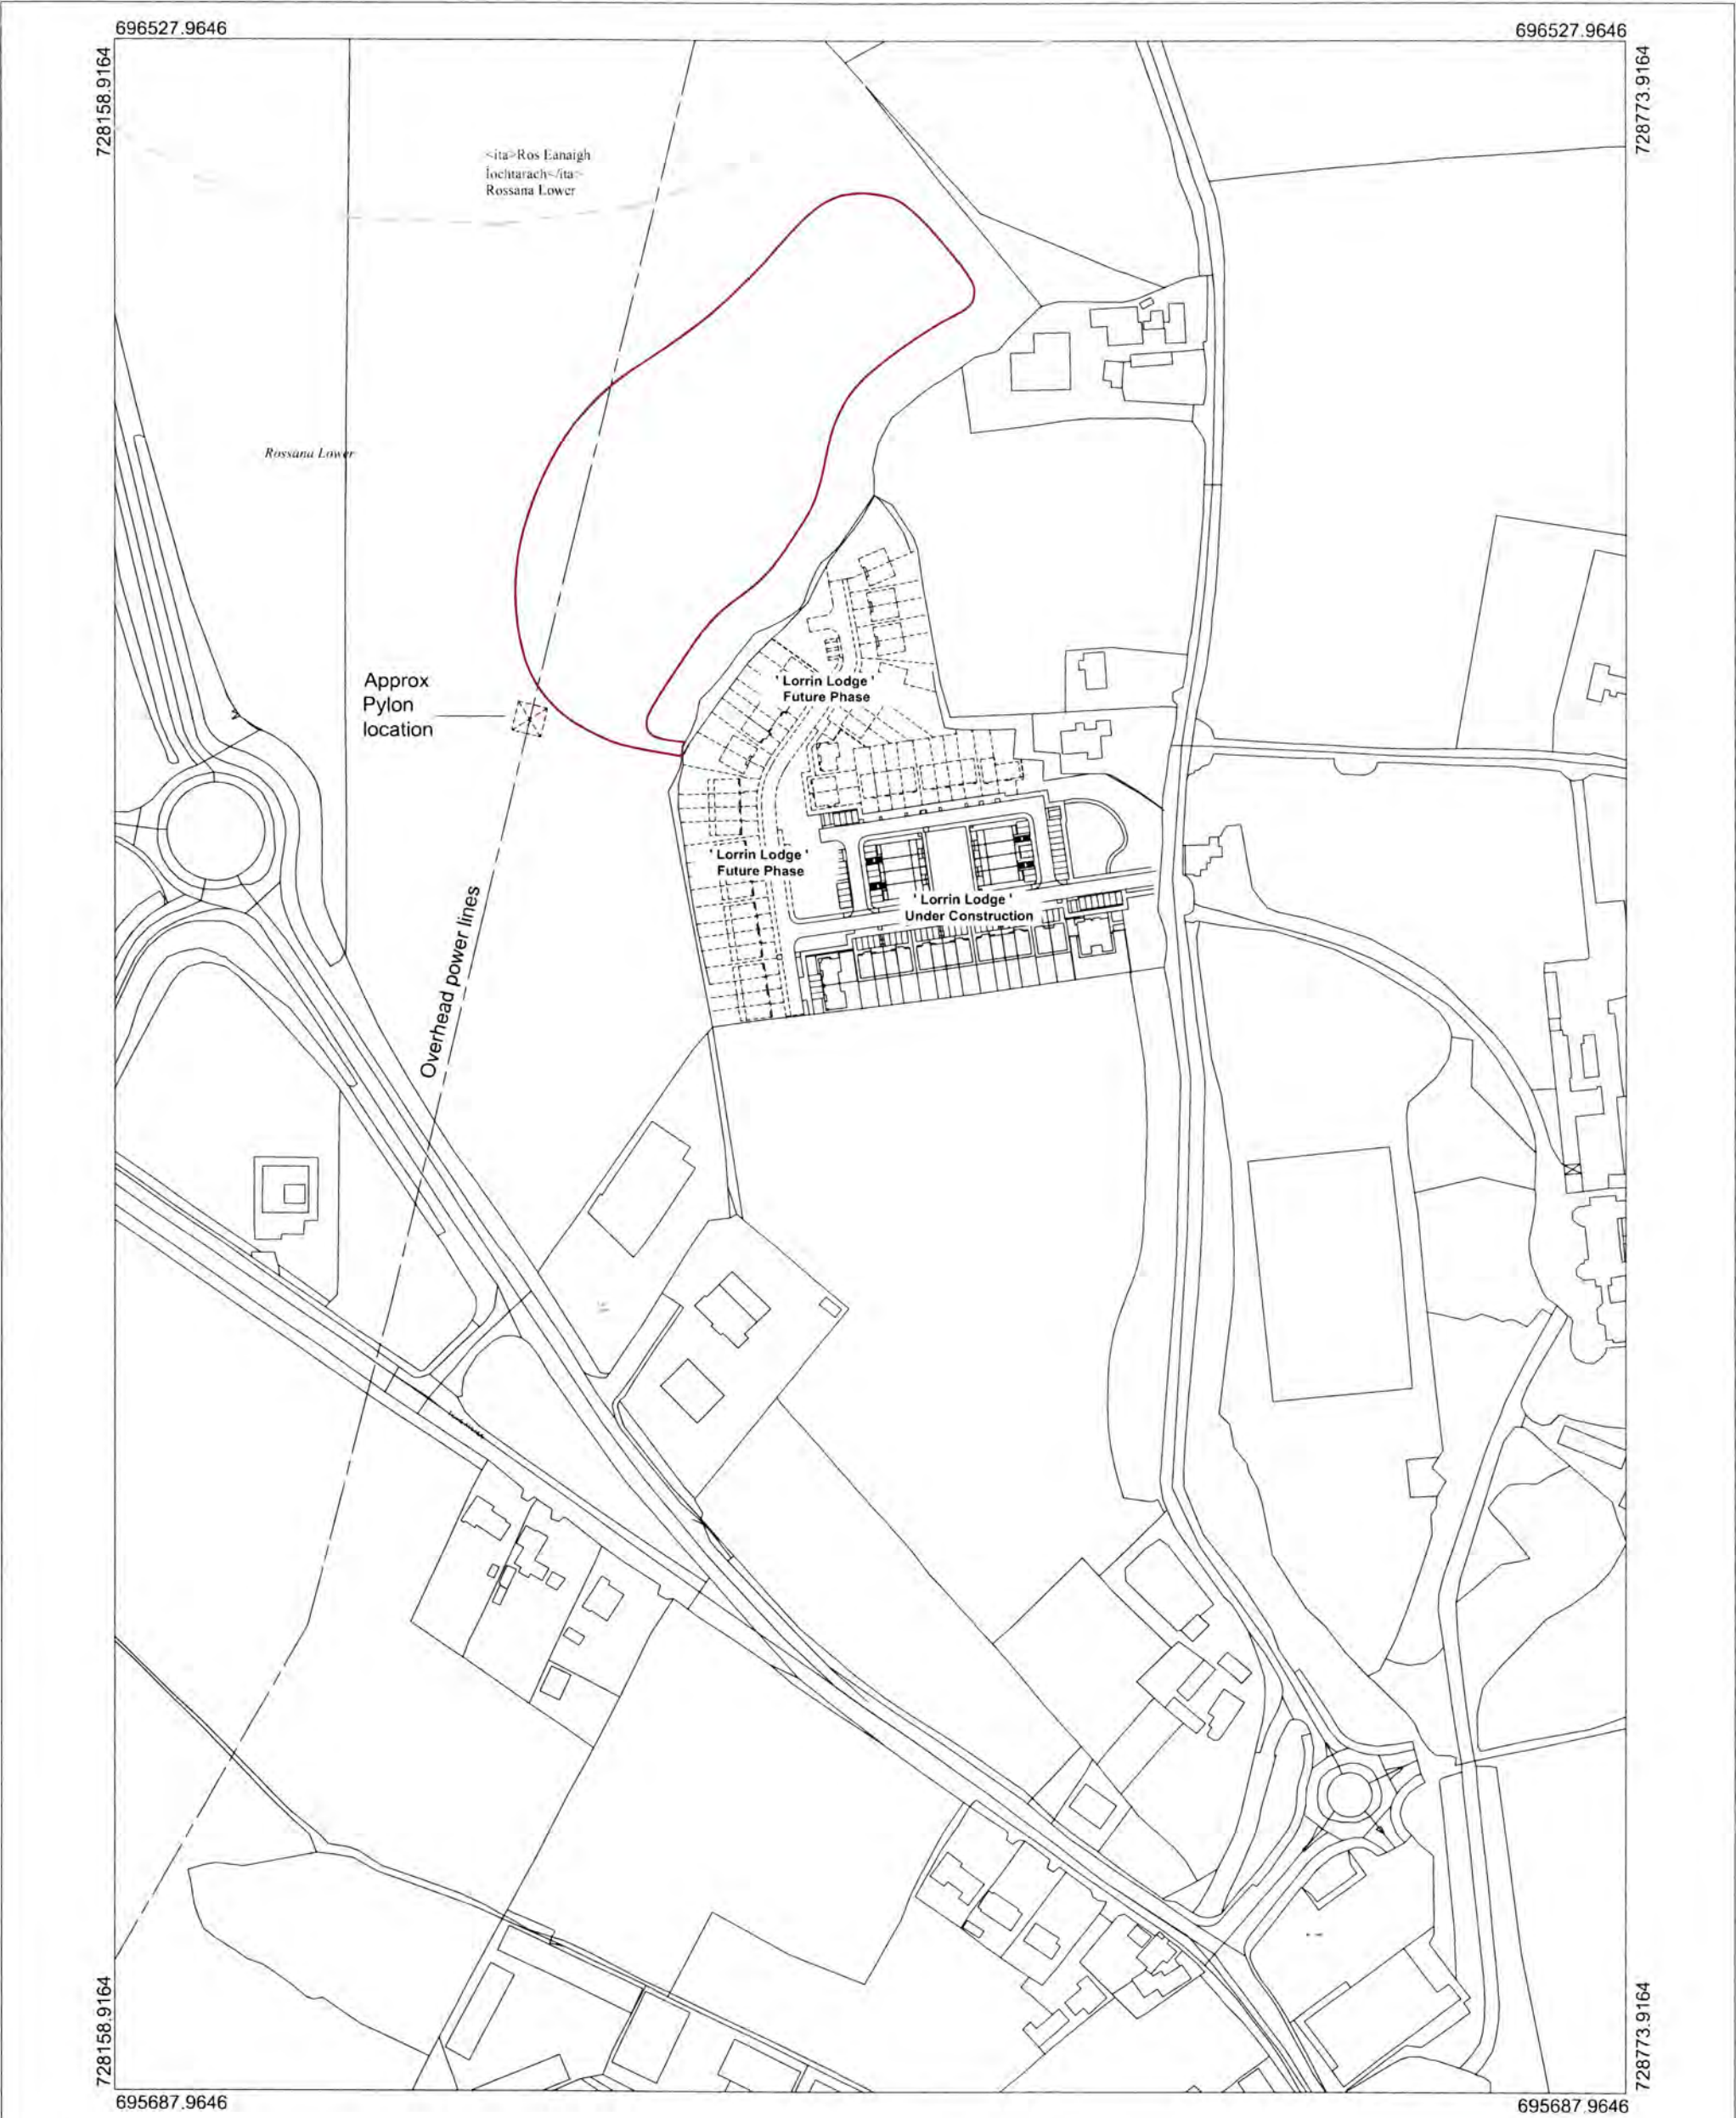 696527.9646
696527.9646
728158.9164
728773.9164
<ita>Ros Eanaigh
Íochtarach</ita>
Rossana Lower
Rossana Lower
Approx
Pylon
location
' Lorrin Lodge '
Future Phase
' Lorrin Lodge '
Future Phase
' Lorrin Lodge '
Under Construction
Overhead power lines
728158.9164
728773.9164
695687.9646
695687.9646